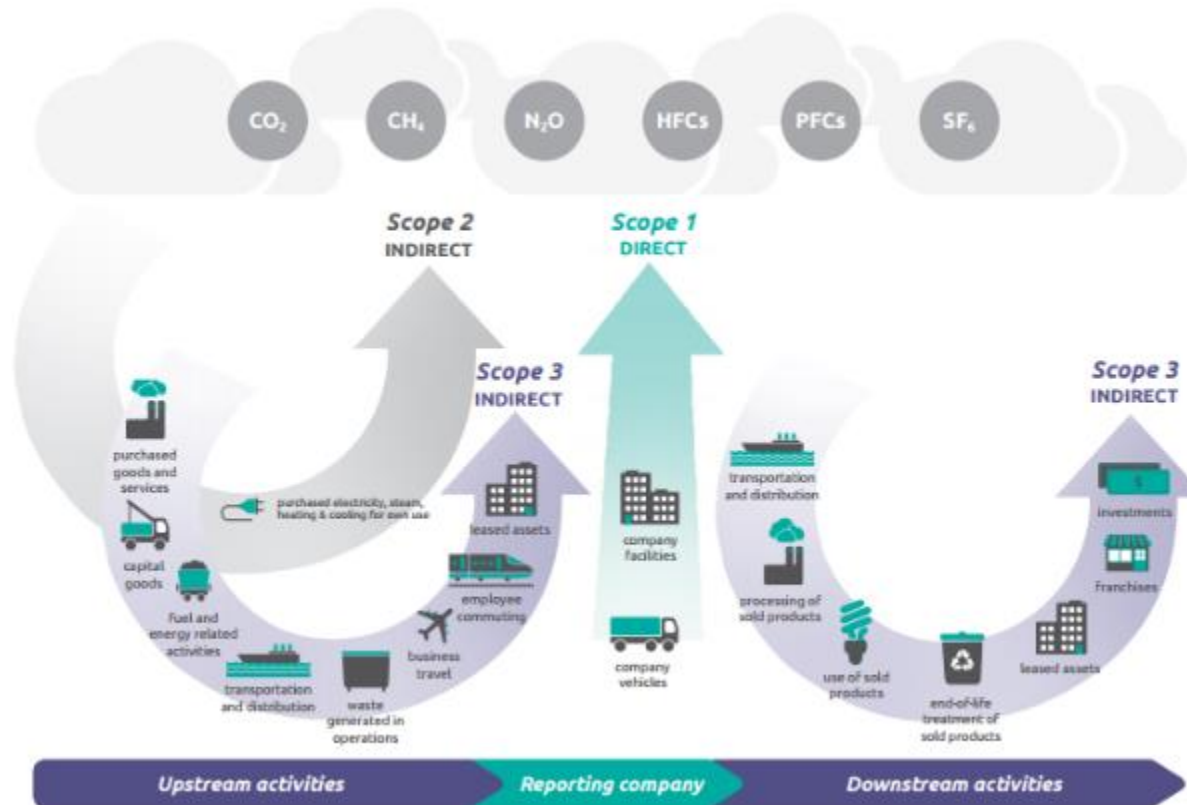 CO₂ CH₄ N₂O HFCs PFCs SF₆
Scope 2
INDIRECT
Scope 1
DIRECT
Scope 3
INDIRECT
Scope 3
INDIRECT
purchased
goods and
services
capital
goods
fuel and
energy related
activities
transportation
and distribution
waste
generated in
operations
business
travel
employee
commuting
leased assets
purchased electricity, steam,
heating & cooling for own use
company
facilities
company
vehicles
transportation
and distribution
processing of
sold products
use of sold
products
end-of-life
treatment of
sold products
leased assets
franchises
$
investments
Upstream activities
Reporting company
Downstream activities